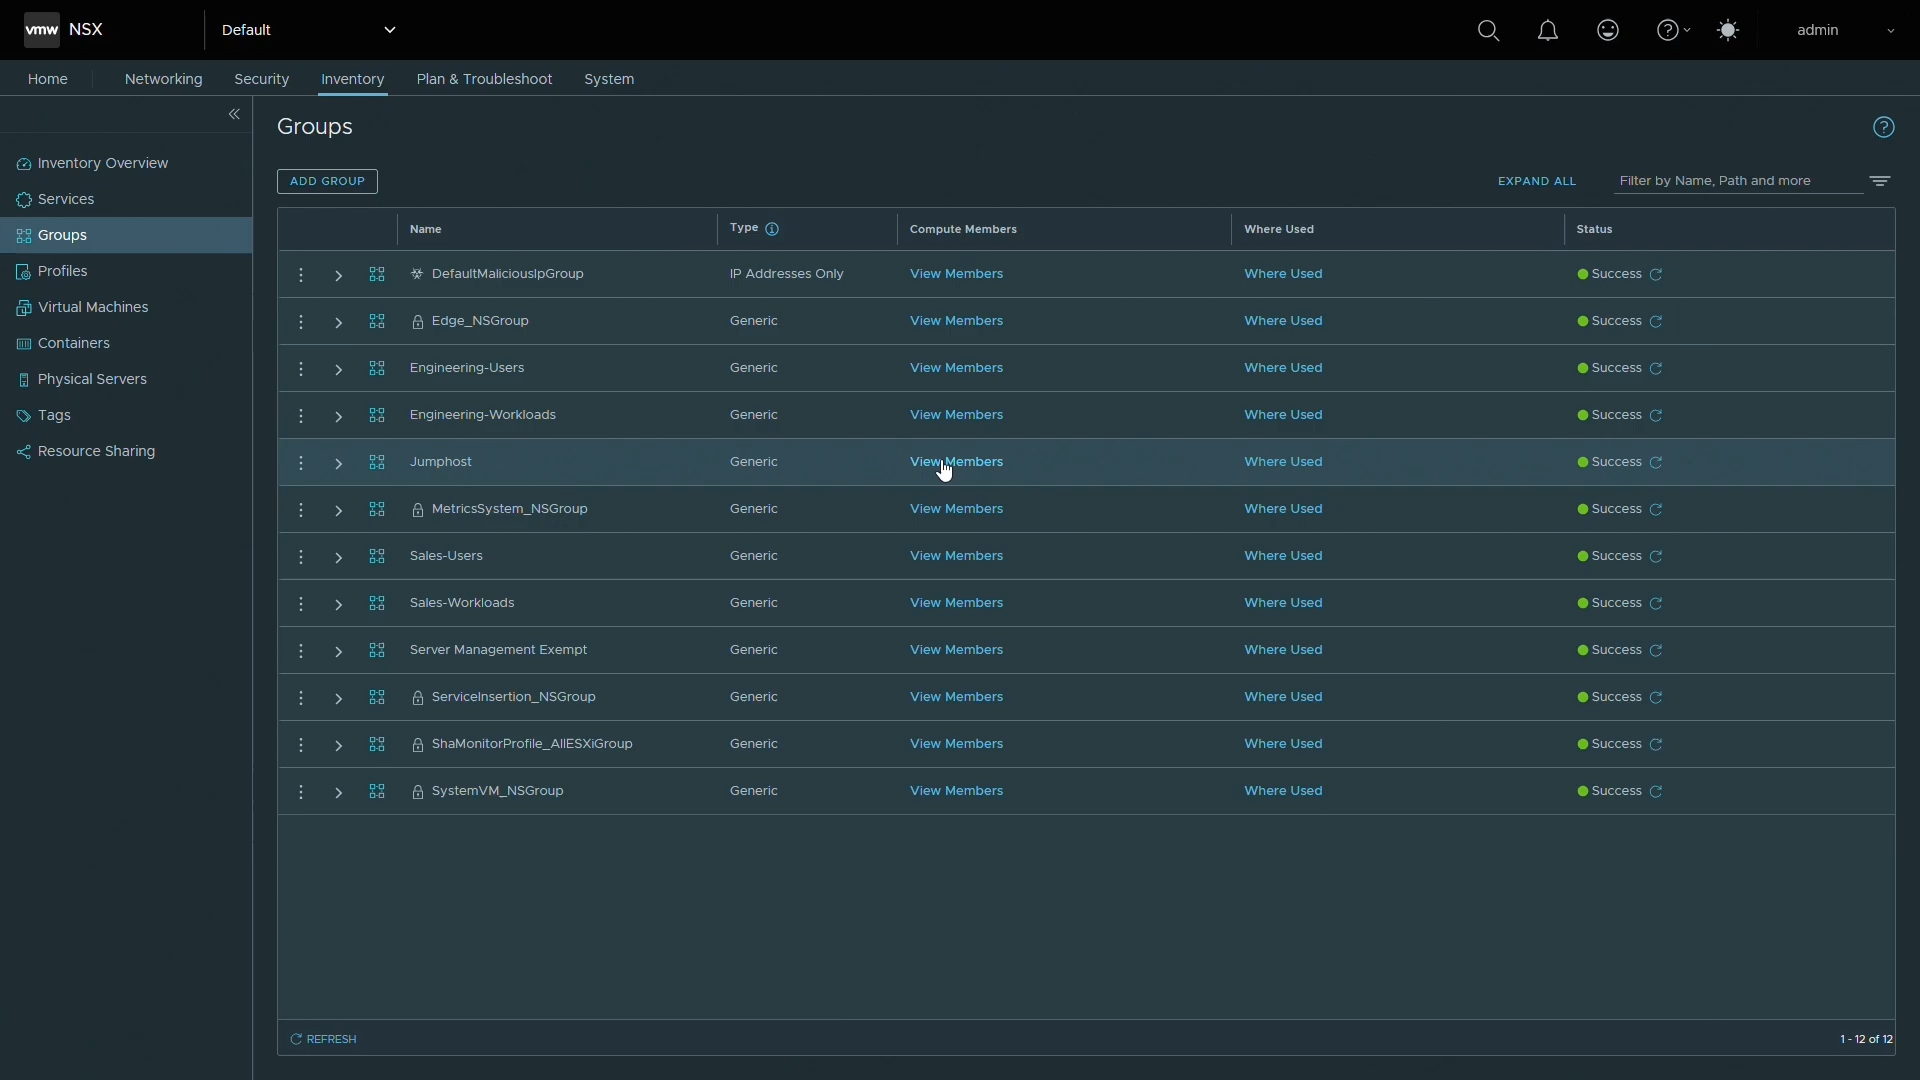 vmw NSX Default admin
Home Networking Security Inventory Plan & Troubleshoot System
Groups
Inventory Overview
Services
Groups
Profiles
Virtual Machines
Containers
Physical Servers
Tags
Resource Sharing
ADD GROUP EXPAND ALL Filter by Name, Path and more
Name Type Compute Members Where Used Status
DefaultMaliciousIpGroup IP Addresses Only View Members Where Used Success
Edge_NSGroup Generic View Members Where Used Success
Engineering-Users Generic View Members Where Used Success
Engineering-Workloads Generic View Members Where Used Success
Jumphost Generic View Members Where Used Success
MetricsSystem_NSGroup Generic View Members Where Used Success
Sales-Users Generic View Members Where Used Success
Sales-Workloads Generic View Members Where Used Success
Server Management Exempt Generic View Members Where Used Success
ServiceInsertion_NSGroup Generic View Members Where Used Success
ShaMonitorProfile_AllESXiGroup Generic View Members Where Used Success
SystemVM_NSGroup Generic View Members Where Used Success
REFRESH 1 - 12 of 12